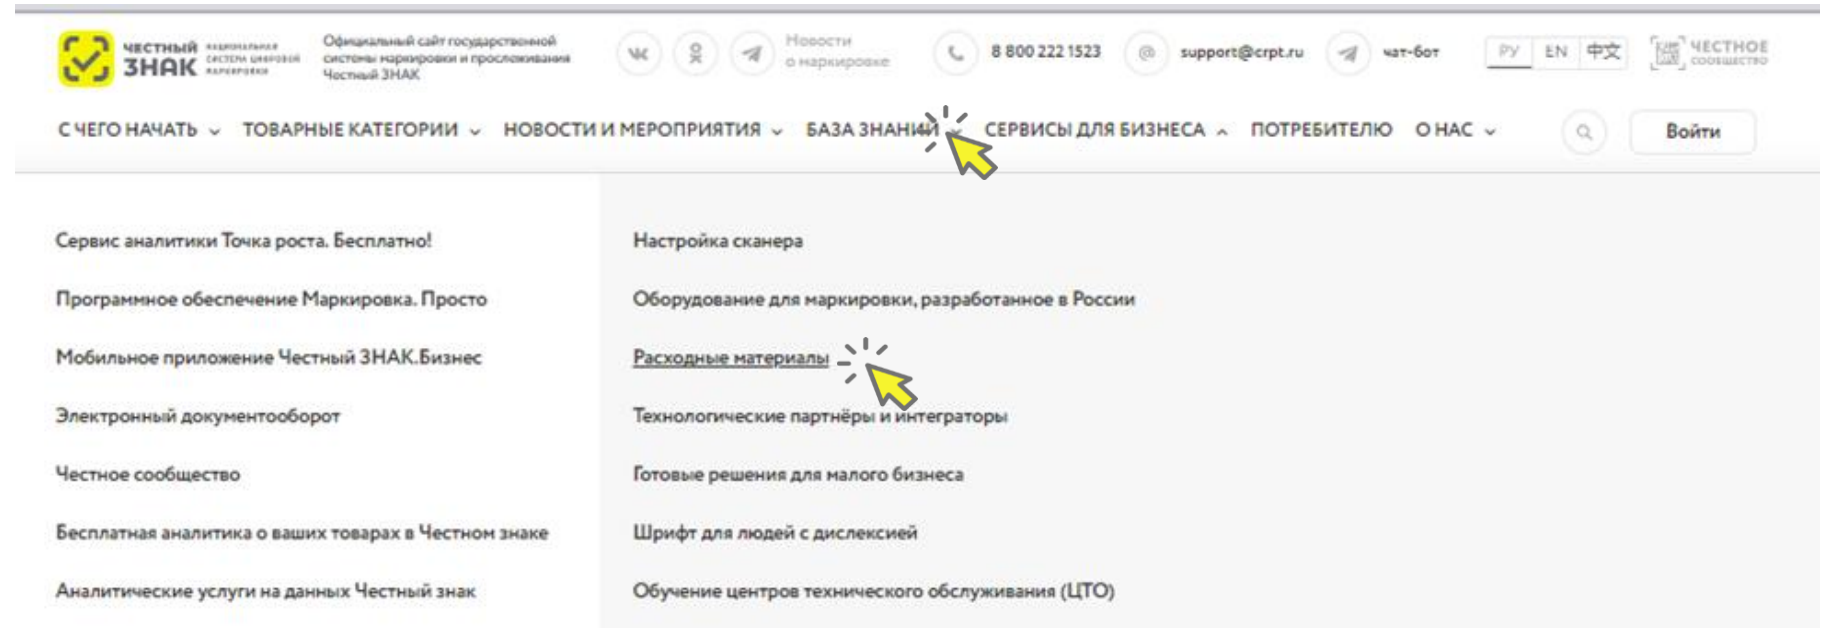 ЧЕСТНЫЙ ЗНАК
НАЦИОНАЛЬНАЯ СИСТЕМА ЦИФРОВОЙ МАРКИРОВКИ
Официальный сайт государственной
системы маркировки и прослеживания
Честный ЗНАК
Новости
о маркировке
8 800 222 1523
@
support@crpt.ru
чат-бот
РУ EN 中文
ЧЕСТНОЕ
СООБЩЕСТВО
С ЧЕГО НАЧАТЬ ТОВАРНЫЕ КАТЕГОРИИ НОВОСТИ И МЕРОПРИЯТИЯ БАЗА ЗНАНИЙ СЕРВИСЫ ДЛЯ БИЗНЕСА ПОТРЕБИТЕЛЮ О НАС Войти
Сервис аналитики Точка роста. Бесплатно!
Программное обеспечение Маркировка. Просто
Мобильное приложение Честный ЗНАК.Бизнес
Электронный документооборот
Честное сообщество
Бесплатная аналитика о ваших товарах в Честном знаке
Аналитические услуги на данных Честный знак
Настройка сканера
Оборудование для маркировки, разработанное в России
Расходные материалы
Технологические партнёры и интеграторы
Готовые решения для малого бизнеса
Шрифт для людей с дислексией
Обучение центров технического обслуживания (ЦТО)